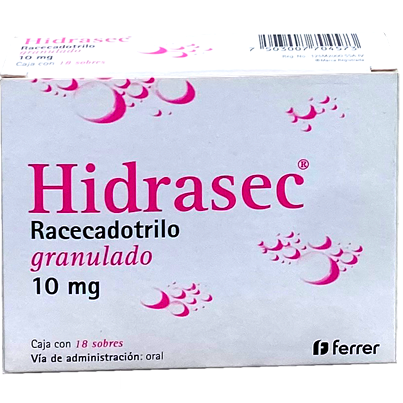 Hidrasec®
Racecadotrilo
10 mg
Caja con 18 sobres
Hidrasec®
Racecadotrilo
granulado
10 mg
Caja con 18 sobres
Vía de administración: oral
ferrer